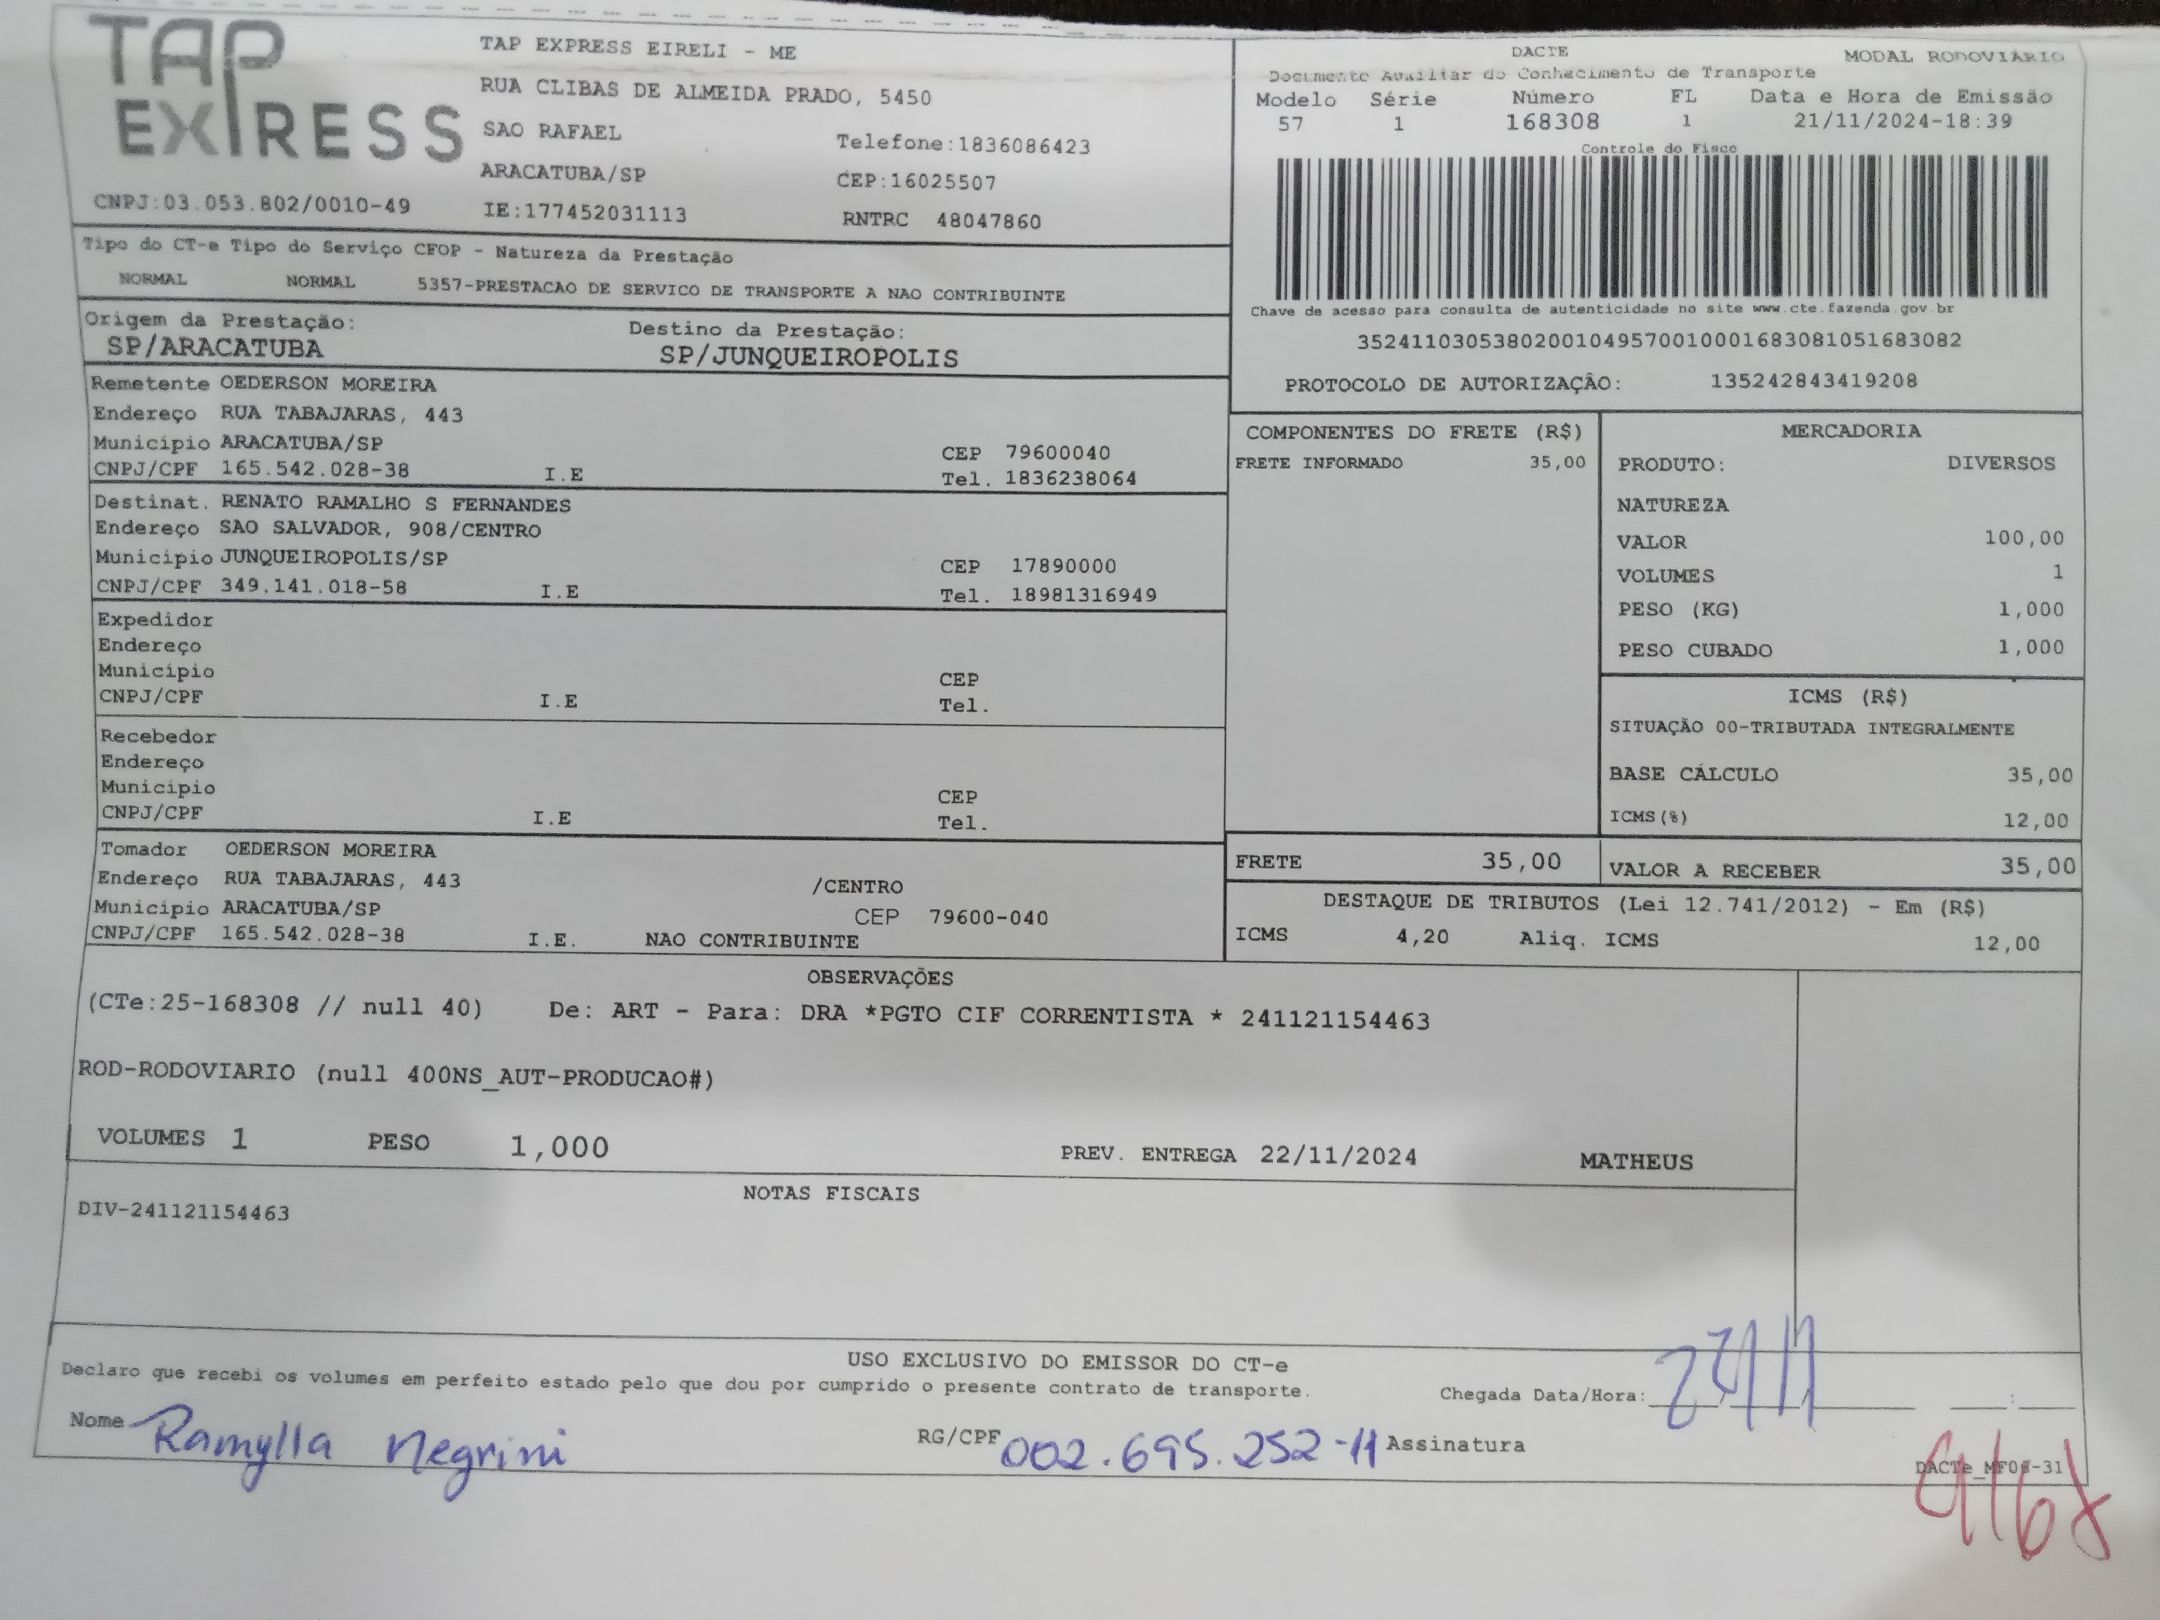 TAP
EXPRESS
CNPJ:03.053.802/0010-49
TAP EXPRESS EIRELI - ME
RUA CLIBAS DE ALMEIDA PRADO, 5450
SAO RAFAEL Telefone:1836086423
ARACATUBA/SP CEP:16025507
IE:177452031113 RNTRC 48047860
DACTE MODAL RODOVIÁRIO
Documento Auxiliar do Conhecimento de Transporte
Modelo Série Número FL Data e Hora de Emissão
57 1 168308 1 21/11/2024-18:39
Controle do Fisco
Chave de acesso para consulta de autenticidade no site www.cte.fazenda.gov.br
35241103053802001049570010001683081051683082
PROTOCOLO DE AUTORIZAÇÃO: 135242843419208
Tipo do CT-e Tipo do Serviço CFOP - Natureza da Prestação
NORMAL NORMAL 5357-PRESTACAO DE SERVICO DE TRANSPORTE A NAO CONTRIBUINTE
Origem da Prestação: Destino da Prestação:
SP/ARACATUBA SP/JUNQUEIROPOLIS
Remetente OEDERSON MOREIRA
Endereço RUA TABAJARAS, 443
Município ARACATUBA/SP CEP 79600040
CNPJ/CPF 165.542.028-38 I.E Tel. 1836238064
Destinat. RENATO RAMALHO S FERNANDES
Endereço SAO SALVADOR, 908/CENTRO
Município JUNQUEIROPOLIS/SP CEP 17890000
CNPJ/CPF 349.141.018-58 I.E Tel. 18981316949
Expedidor
Endereço
Município CEP
CNPJ/CPF I.E Tel.
Recebedor
Endereço
Município CEP
CNPJ/CPF I.E Tel.
Tomador OEDERSON MOREIRA
Endereço RUA TABAJARAS, 443 /CENTRO
Município ARACATUBA/SP CEP 79600-040
CNPJ/CPF 165.542.028-38 I.E. NAO CONTRIBUINTE
COMPONENTES DO FRETE (R$)
FRETE INFORMADO 35,00
MERCADORIA
PRODUTO: DIVERSOS
NATUREZA
VALOR 100,00
VOLUMES 1
PESO (KG) 1,000
PESO CUBADO 1,000
ICMS (R$)
SITUAÇÃO 00-TRIBUTADA INTEGRALMENTE
BASE CÁLCULO 35,00
ICMS(%) 12,00
FRETE 35,00 VALOR A RECEBER 35,00
DESTAQUE DE TRIBUTOS (Lei 12.741/2012) - Em (R$)
ICMS 4,20 Aliq. ICMS 12,00
OBSERVAÇÕES
(CTe:25-168308 // null 40) De: ART - Para: DRA *PGTO CIF CORRENTISTA * 241121154463
ROD-RODOVIARIO (null 400NS_AUT-PRODUCAO#)
VOLUMES 1 PESO 1,000 PREV. ENTREGA 22/11/2024 MATHEUS
NOTAS FISCAIS
DIV-241121154463
USO EXCLUSIVO DO EMISSOR DO CT-e
Declaro que recebi os volumes em perfeito estado pelo que dou por cumprido o presente contrato de transporte.
Chegada Data/Hora:
Nome Ramylla Negrini RG/CPF 002.695.252-11 Assinatura
DACTe_MF06-31